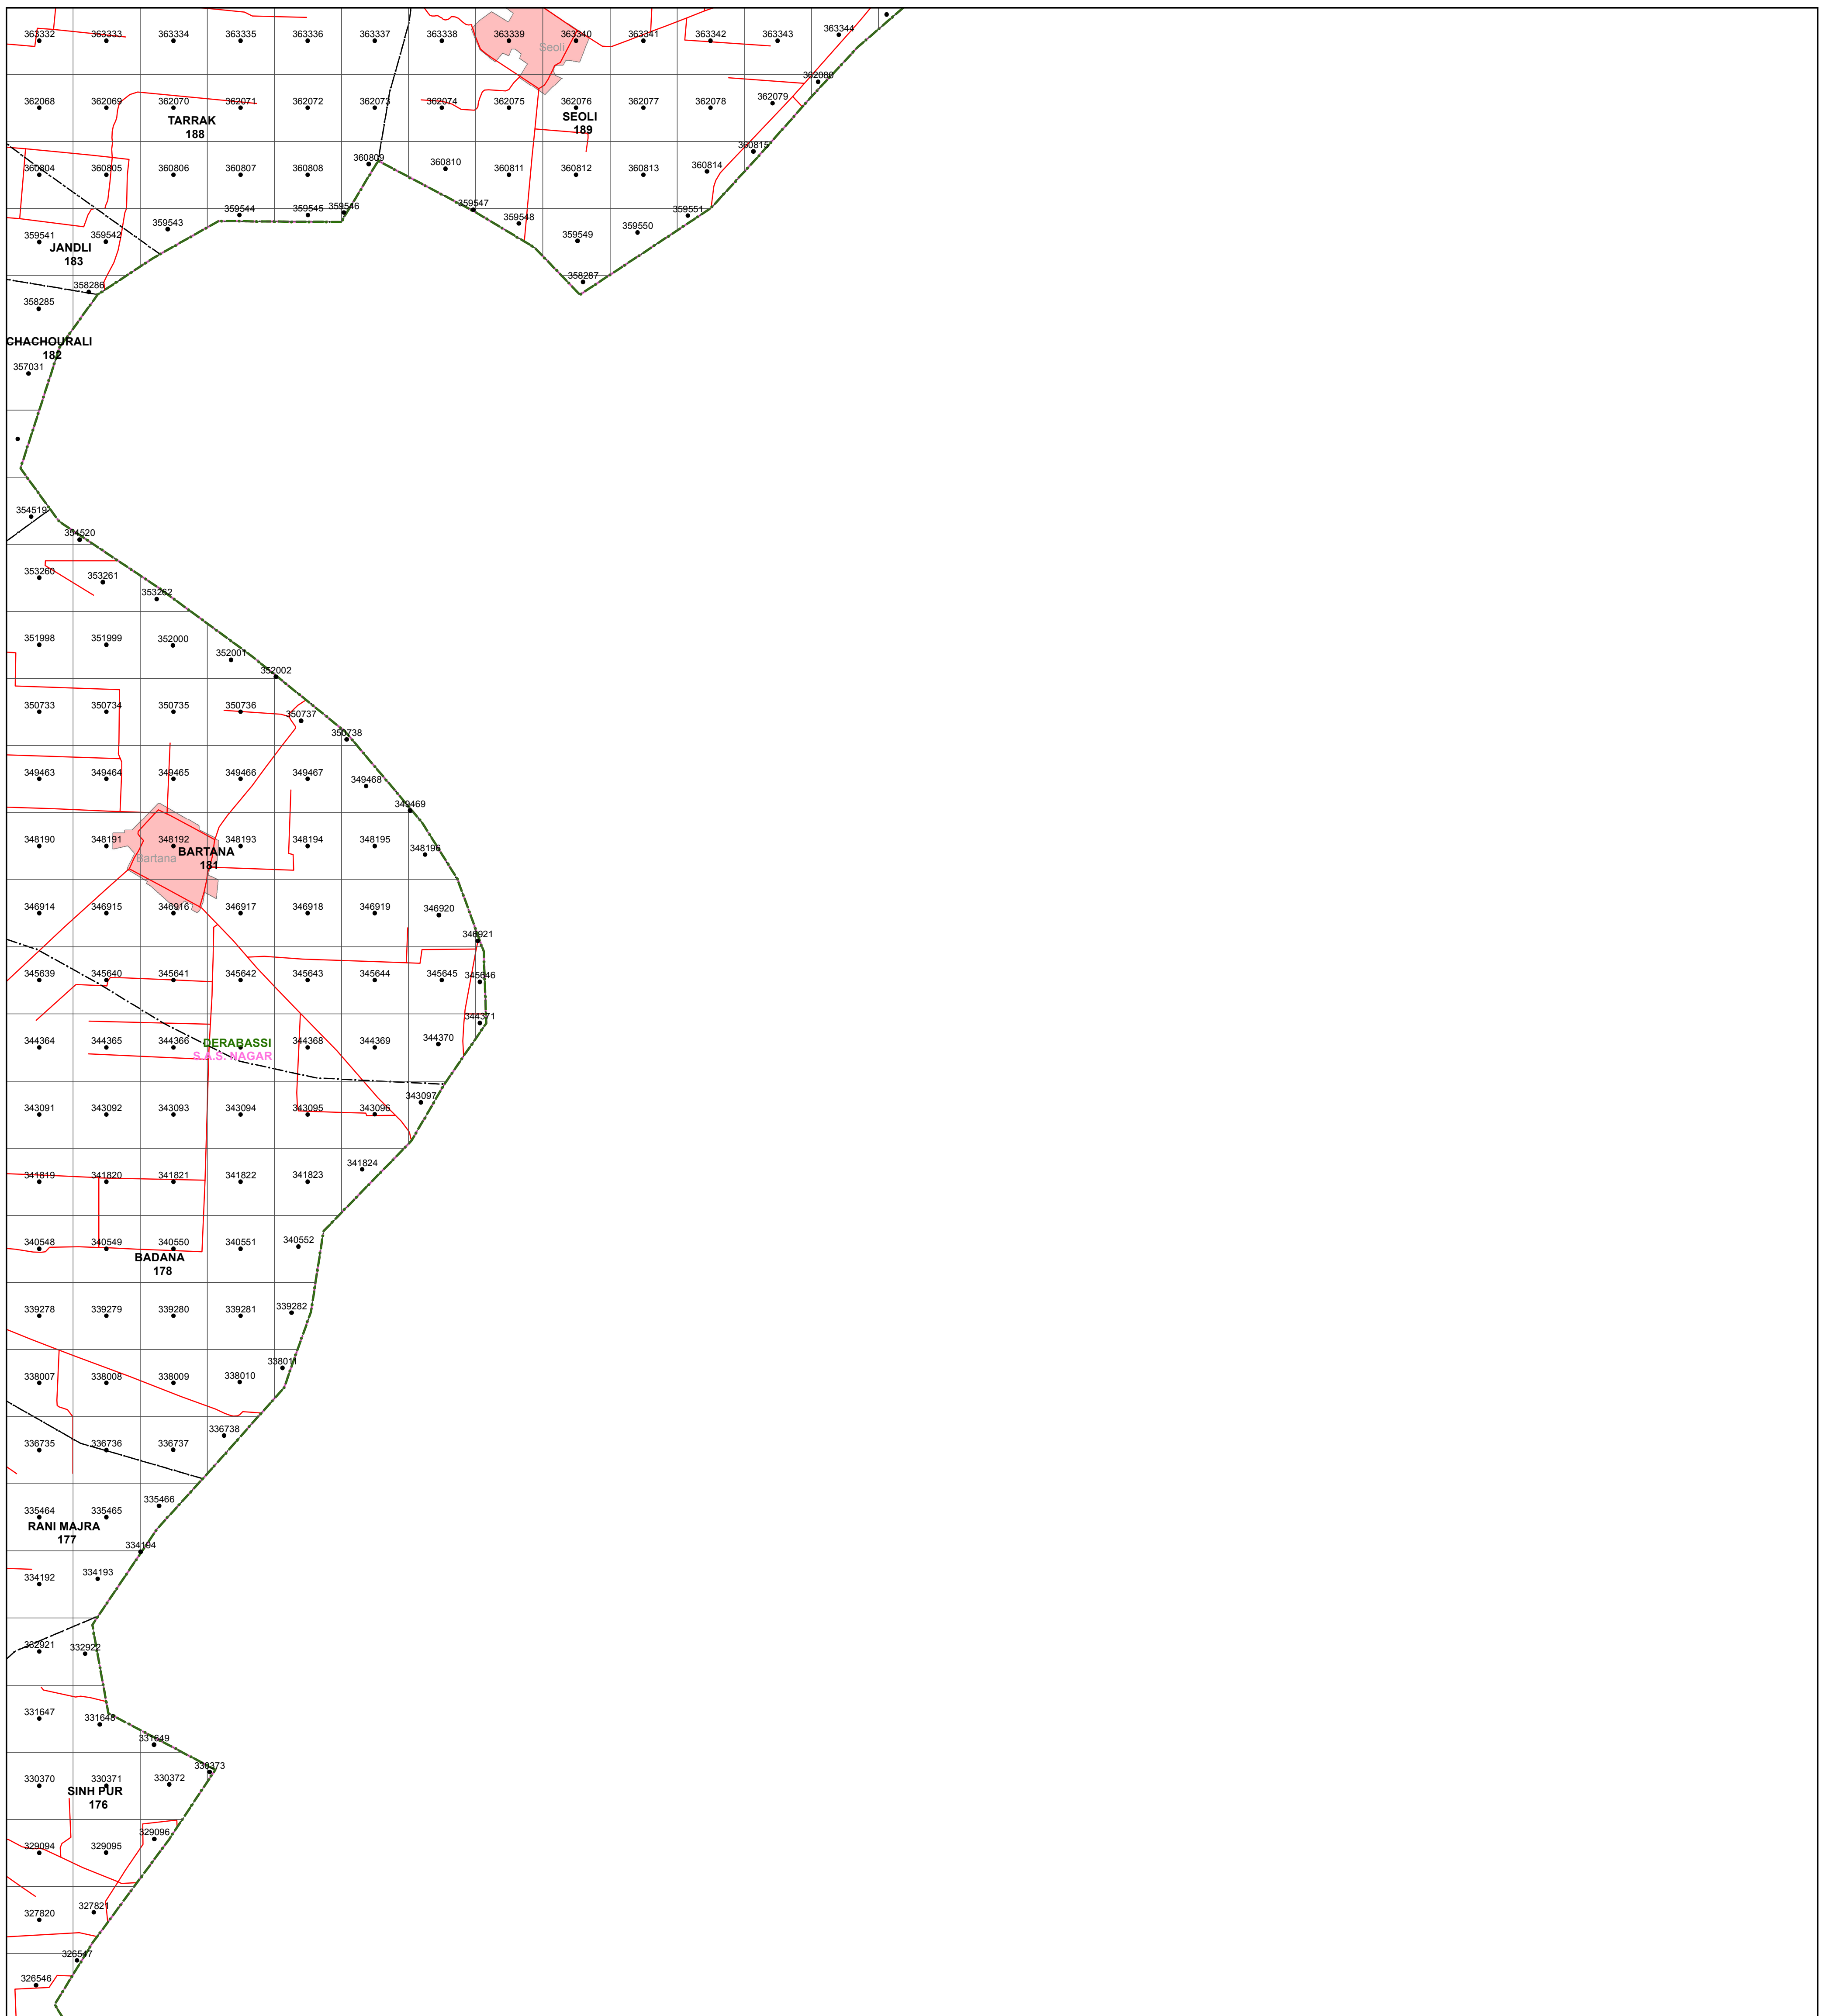 363332 363333 363334 363335 363336 363337 363338 363339 363340 363341 363342 363343 363344
Seoli
362068 362069 362070 362071 362072 362073 362074 362075 362076 362077 362078 362079 362080
TARRAK
188
SEOLI
189
360804 360805 360806 360807 360808 360809 360810 360811 360812 360813 360814 360815
359541 359542 359543 359544 359545 359546 359547 359548 359549 359550 359551
JANDLI
183
358285 358286 358287
CHACHOURALI
182
357031
354519 354520
353260 353261 353262
351998 351999 352000 352001 352002
350733 350734 350735 350736 350737 350738
349463 349464 349465 349466 349467 349468 349469
348190 348191 348192 348193 348194 348195 348196
Bartana
BARTANA
181
346914 346915 346916 346917 346918 346919 346920 346921
345639 345640 345641 345642 345643 345644 345645 345646
344364 344365 344366 344368 344369 344370 344371
DERABASSI
S.A.S. NAGAR
343091 343092 343093 343094 343095 343096 343097
341819 341820 341821 341822 341823 341824
340548 340549 340550 340551 340552
BADANA
178
339278 339279 339280 339281 339282
338007 338008 338009 338010 338011
336735 336736 336737 336738
335464 335465 335466
RANI MAJRA
177
334192 334193 334194
332921 332922
331647 331648 331649
330370 330371 330372 330373
SINH PUR
176
329094 329095 329096
327820 327821
326546 326547